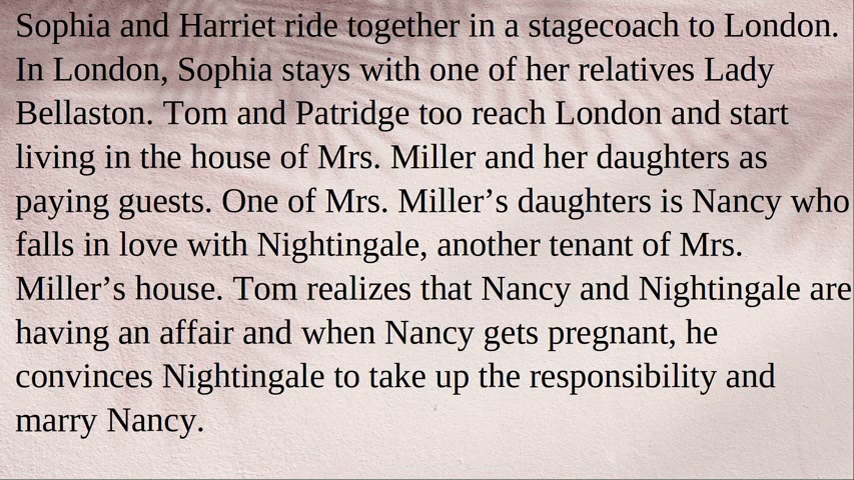 Sophia and Harriet ride together in a stagecoach to London.
In London, Sophia stays with one of her relatives Lady
Bellaston. Tom and Patridge too reach London and start
living in the house of Mrs. Miller and her daughters as
paying guests. One of Mrs. Miller’s daughters is Nancy who
falls in love with Nightingale, another tenant of Mrs.
Miller’s house. Tom realizes that Nancy and Nightingale are
having an affair and when Nancy gets pregnant, he
convinces Nightingale to take up the responsibility and
marry Nancy.